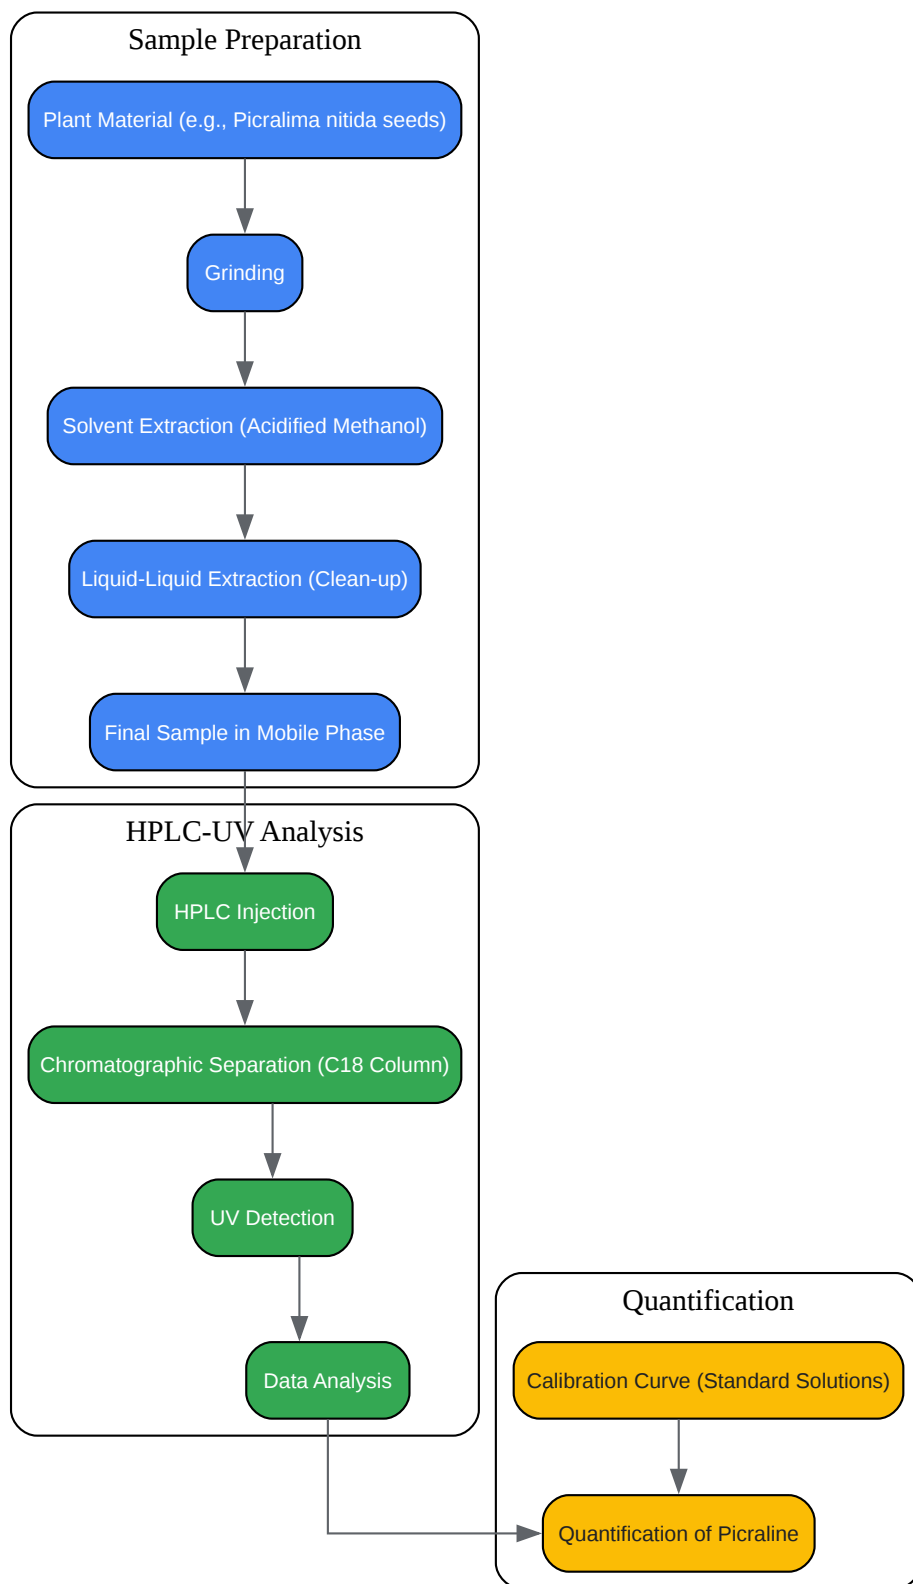 Sample Preparation
Plant Material (e.g., Picralima nitida seeds)
Grinding
Solvent Extraction (Acidified Methanol)
Liquid-Liquid Extraction (Clean-up)
Final Sample in Mobile Phase
HPLC-UV Analysis
HPLC Injection
Chromatographic Separation (C18 Column)
UV Detection
Data Analysis
Quantification
Calibration Curve (Standard Solutions)
Quantification of Picraline